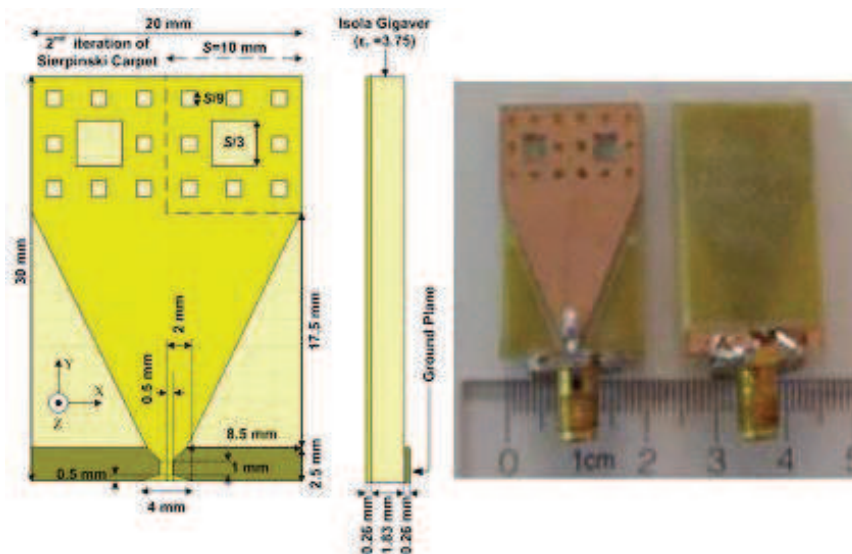 20 mm
2nd iteration of
Sierpinski Carpet
S=10 mm
S/9
S/3
30 mm
17.5 mm
2 mm
0.5 mm
Y
X
Z
8.5 mm
0.5 mm
1 mm
2.5 mm
4 mm
Isola Gigaver
(εr =3.75)
Ground Plane
0.26 mm
1.83 mm
0.26 mm
0 1cm 2 3 4 5